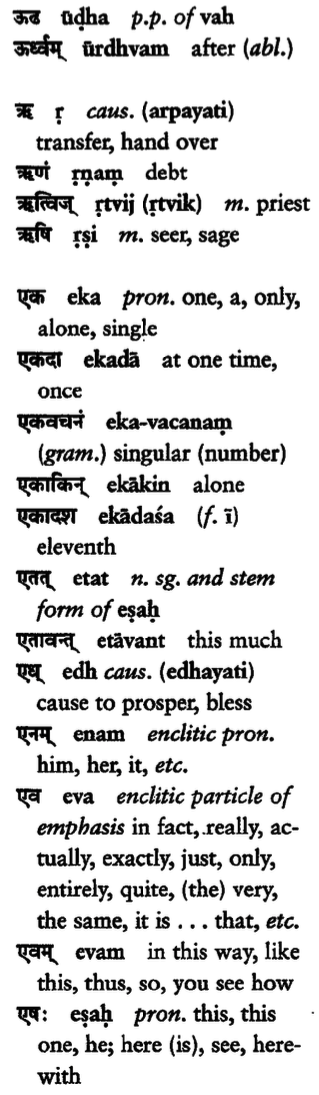 ऊढ ūḍha p.p. of vah
ऊर्ध्वम् ūrdhvam after (abl.)
ऋ ṛ caus. (arpayati)
transfer, hand over
ऋणं ṛṇaṃ debt
ऋत्विज् ṛtvij (ṛtvik) m. priest
ऋषि ṛṣi m. seer, sage
एक eka pron. one, a, only,
alone, single
एकदा ekadā at one time,
once
एकवचनं eka-vacanaṃ
(gram.) singular (number)
एकाकिन् ekākin alone
एकादश ekādaśa (f. ī)
eleventh
एतत् etat n. sg. and stem
form of eṣaḥ
एतावन्त् etāvant this much
एध् edh caus. (edhayati)
cause to prosper, bless
एनम् enam enclitic pron.
him, her, it, etc.
एव eva enclitic particle of
emphasis in fact, really, ac-
tually, exactly, just, only,
entirely, quite, (the) very,
the same, it is . . . that, etc.
एवम् evam in this way, like
this, thus, so, you see how
एषः eṣaḥ pron. this, this
one, he; here (is), see, here-
with